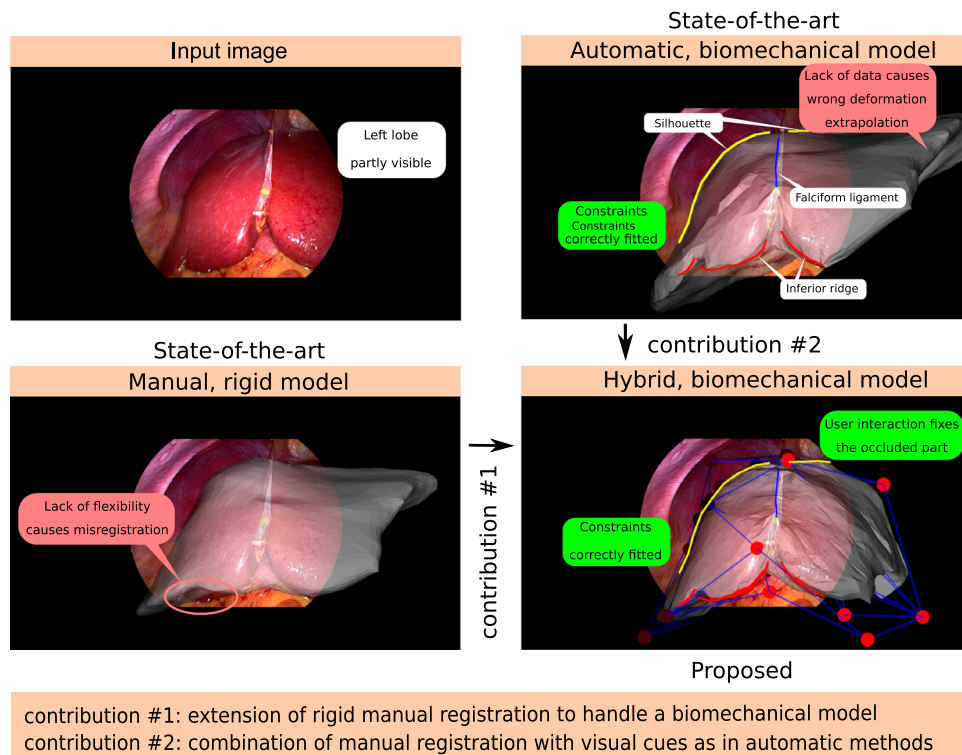 Input image
Left lobe
partly visible
State-of-the-art
Automatic, biomechanical model
Lack of data causes
wrong deformation
extrapolation
Silhouette
Falciform ligament
Constraints
Constraints
correctly fitted
Inferior ridge
contribution #2
State-of-the-art
Manual, rigid model
Lack of flexibility
causes misregistration
contribution #1
Hybrid, biomechanical model
User interaction fixes
the occluded part
Constraints
correctly fitted
Proposed
contribution #1: extension of rigid manual registration to handle a biomechanical model
contribution #2: combination of manual registration with visual cues as in automatic methods